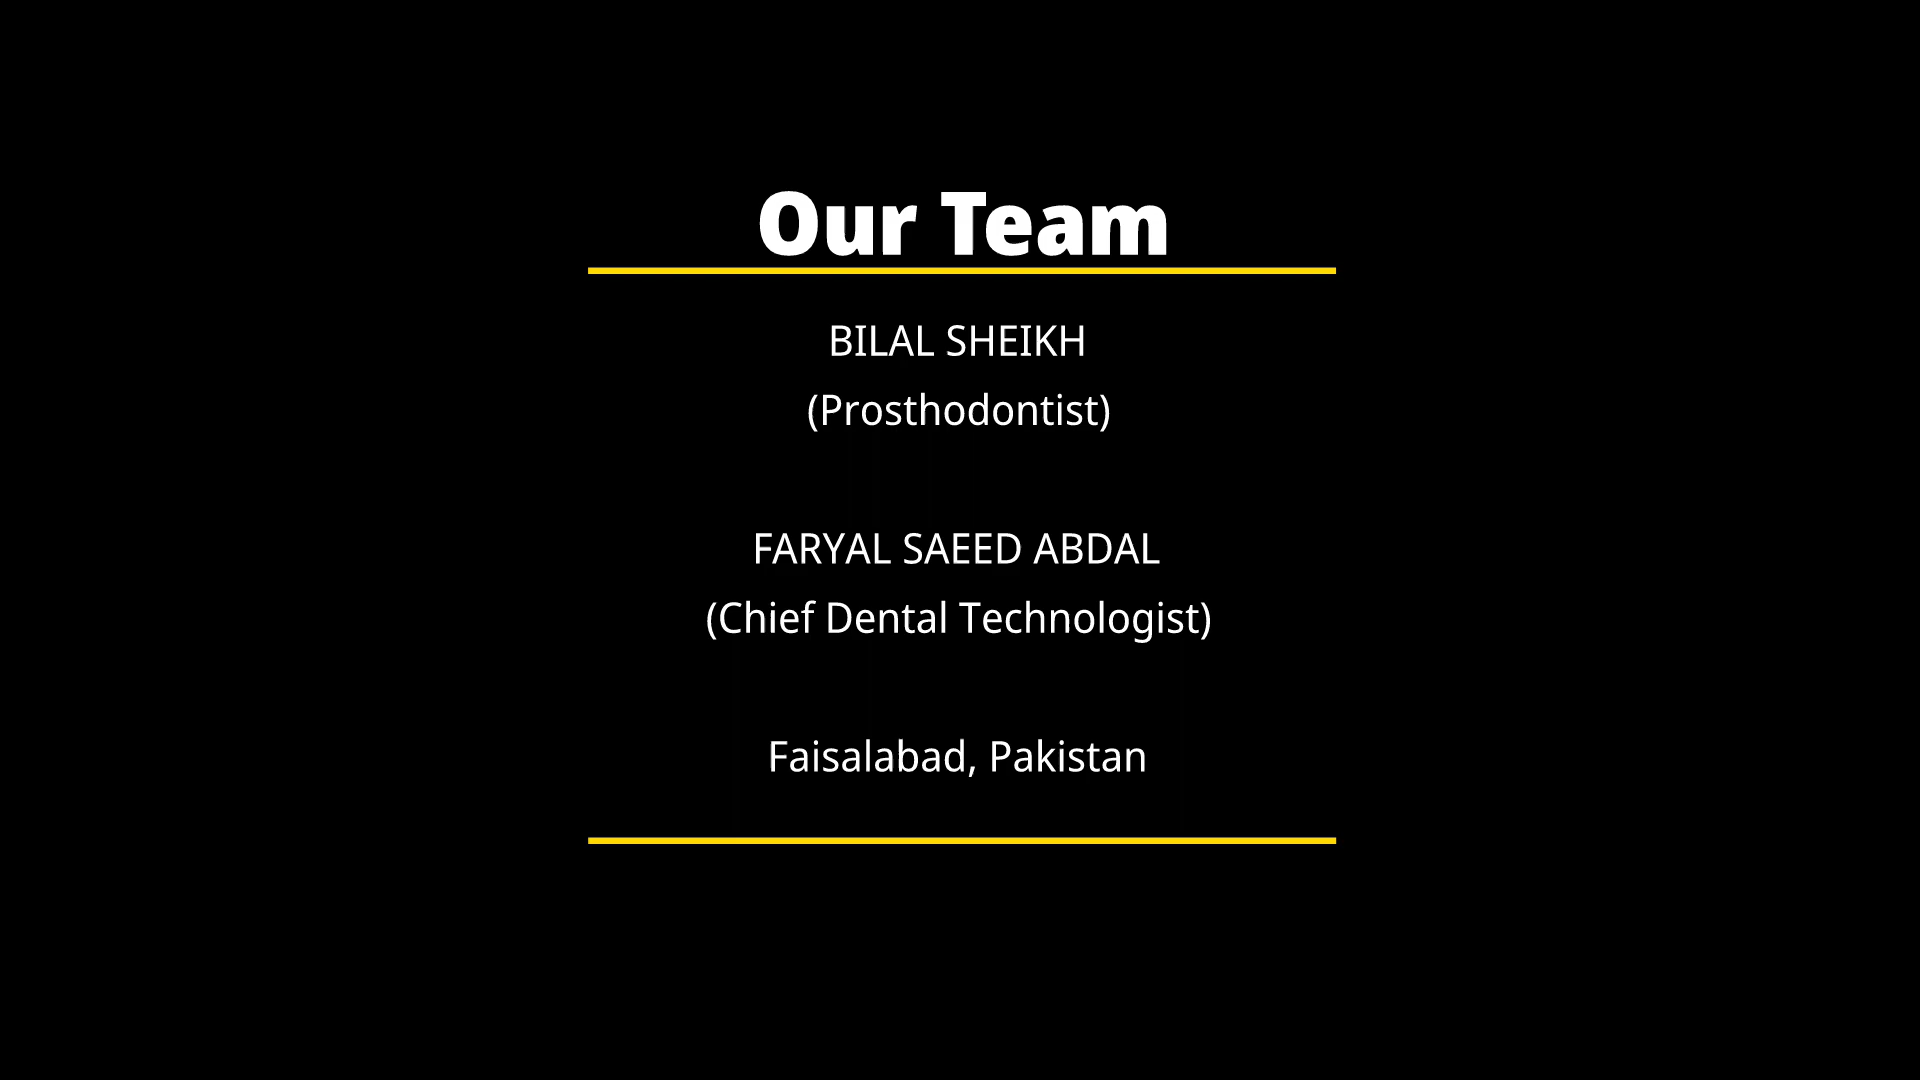 Our Team
BILAL SHEIKH
(Prosthodontist)
FARYAL SAEED ABDAL
(Chief Dental Technologist)
Faisalabad, Pakistan